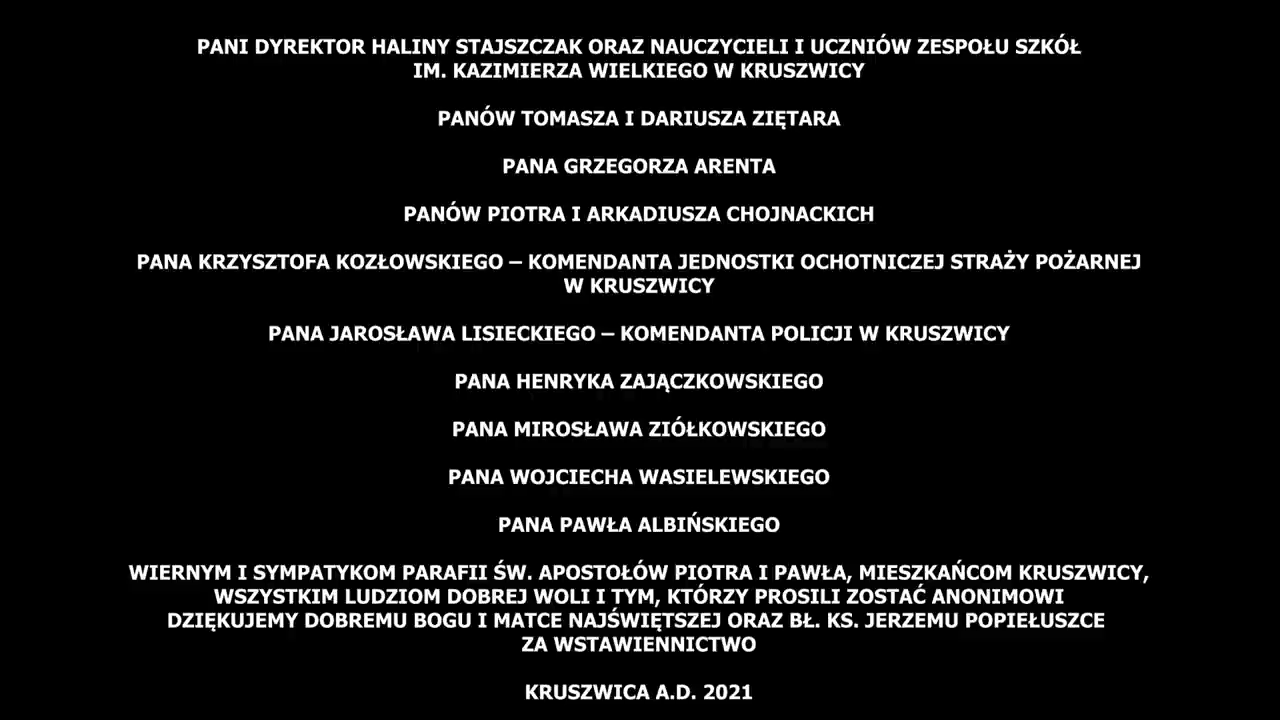 PANI DYREKTOR HALINY STAJSZCZAK ORAZ NAUCZYCIELI I UCZNIÓW ZESPOŁU SZKÓŁ
IM. KAZIMIERZA WIELKIEGO W KRUSZWICY
PANÓW TOMASZA I DARIUSZA ZIĘTARA
PANA GRZEGORZA ARENTA
PANÓW PIOTRA I ARKADIUSZA CHOJNACKICH
PANA KRZYSZTOFA KOZŁOWSKIEGO – KOMENDANTA JEDNOSTKI OCHOTNICZEJ STRAŻY POŻARNEJ
W KRUSZWICY
PANA JAROSŁAWA LISIECKIEGO – KOMENDANTA POLICJI W KRUSZWICY
PANA HENRYKA ZAJĄCZKOWSKIEGO
PANA MIROSŁAWA ZIÓŁKOWSKIEGO
PANA WOJCIECHA WASIELEWSKIEGO
PANA PAWŁA ALBIŃSKIEGO
WIERNYM I SYMPATYKOM PARAFII ŚW. APOSTOŁÓW PIOTRA I PAWŁA, MIESZKAŃCOM KRUSZWICY,
WSZYSTKIM LUDZIOM DOBREJ WOLI I TYM, KTÓRZY PROSILI ZOSTAĆ ANONIMOWI
DZIĘKUJEMY DOBREMU BOGU I MATCE NAJŚWIĘTSZEJ ORAZ BŁ. KS. JERZEMU POPIEŁUSZCE
ZA WSTAWIENNICTWO
KRUSZWICA A.D. 2021